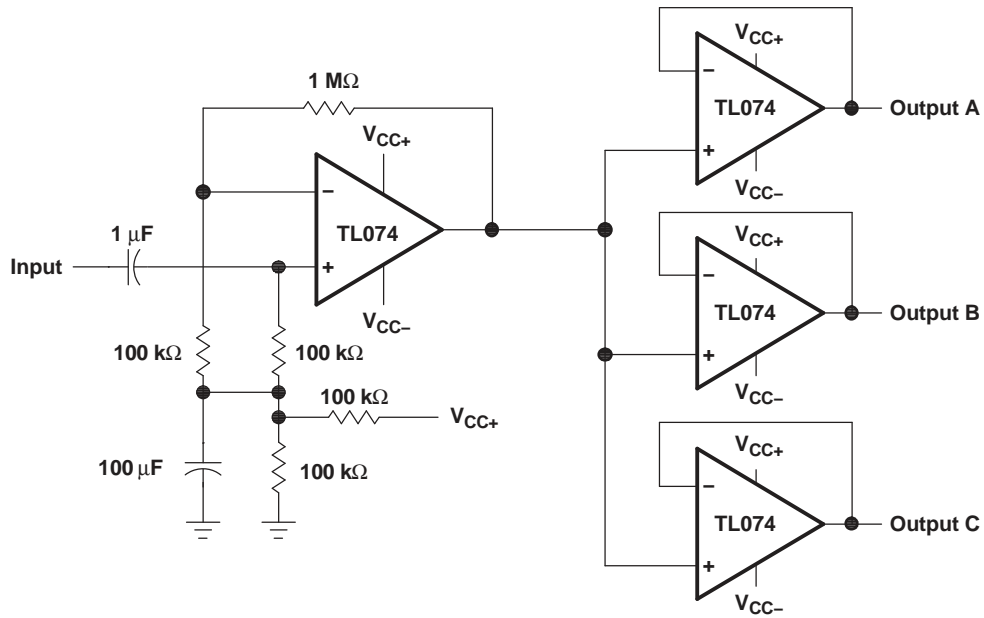 1 MΩ
VCC+
−
TL074
+
VCC−
1 μF
Input
100 kΩ
100 kΩ
100 kΩ
VCC+
100 μF
100 kΩ
VCC+
−
TL074
+
VCC−
Output A
VCC+
−
TL074
+
VCC−
Output B
VCC+
−
TL074
+
VCC−
Output C